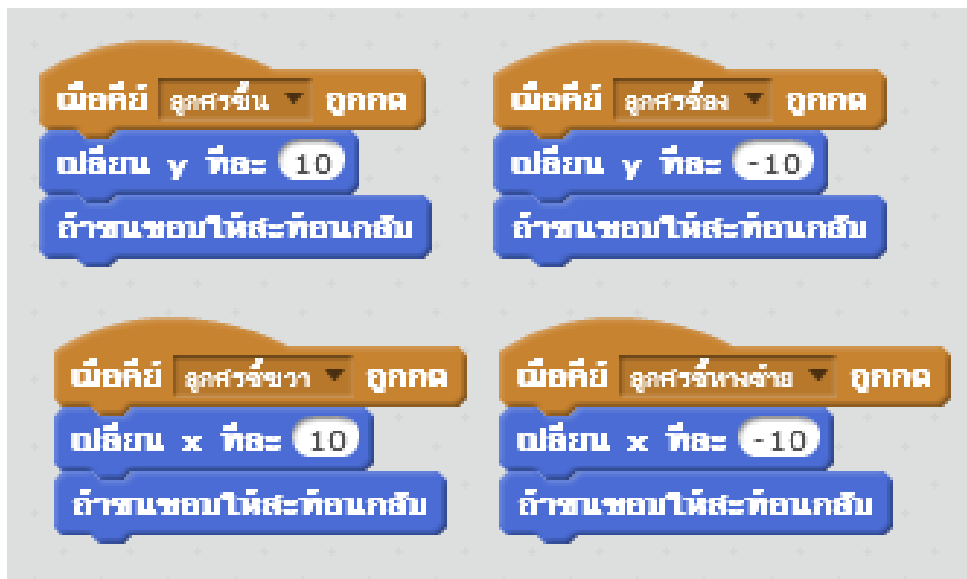 เมื่อคีย์ ลูกศรขึ้น ถูกกด
เปลี่ยน y ทีละ 10
ถ้าชนขอบให้สะท้อนกลับ
เมื่อคีย์ ลูกศรชี้ลง ถูกกด
เปลี่ยน y ทีละ -10
ถ้าชนขอบให้สะท้อนกลับ
เมื่อคีย์ ลูกศรชี้ขวา ถูกกด
เปลี่ยน x ทีละ 10
ถ้าชนขอบให้สะท้อนกลับ
เมื่อคีย์ ลูกศรชี้ทางซ้าย ถูกกด
เปลี่ยน x ทีละ -10
ถ้าชนขอบให้สะท้อนกลับ